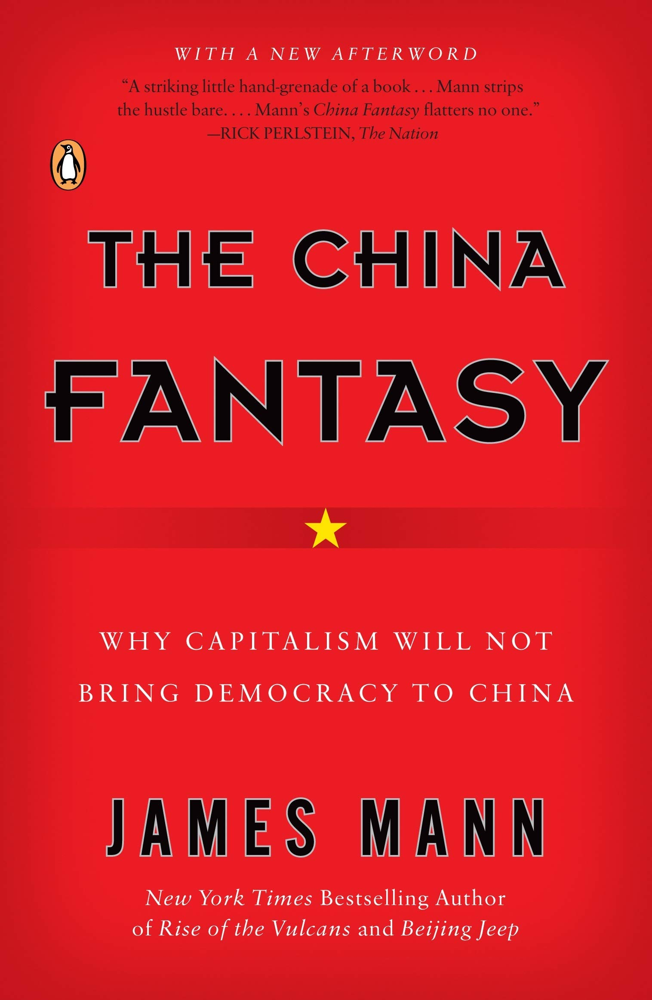 WITH A NEW AFTERWORD
“A striking little hand-grenade of a book . . . Mann strips
the hustle bare. . . . Mann’s China Fantasy flatters no one.”
—RICK PERLSTEIN, The Nation
THE CHINA
FANTASY
WHY CAPITALISM WILL NOT
BRING DEMOCRACY TO CHINA
JAMES MANN
New York Times Bestselling Author
of Rise of the Vulcans and Beijing Jeep